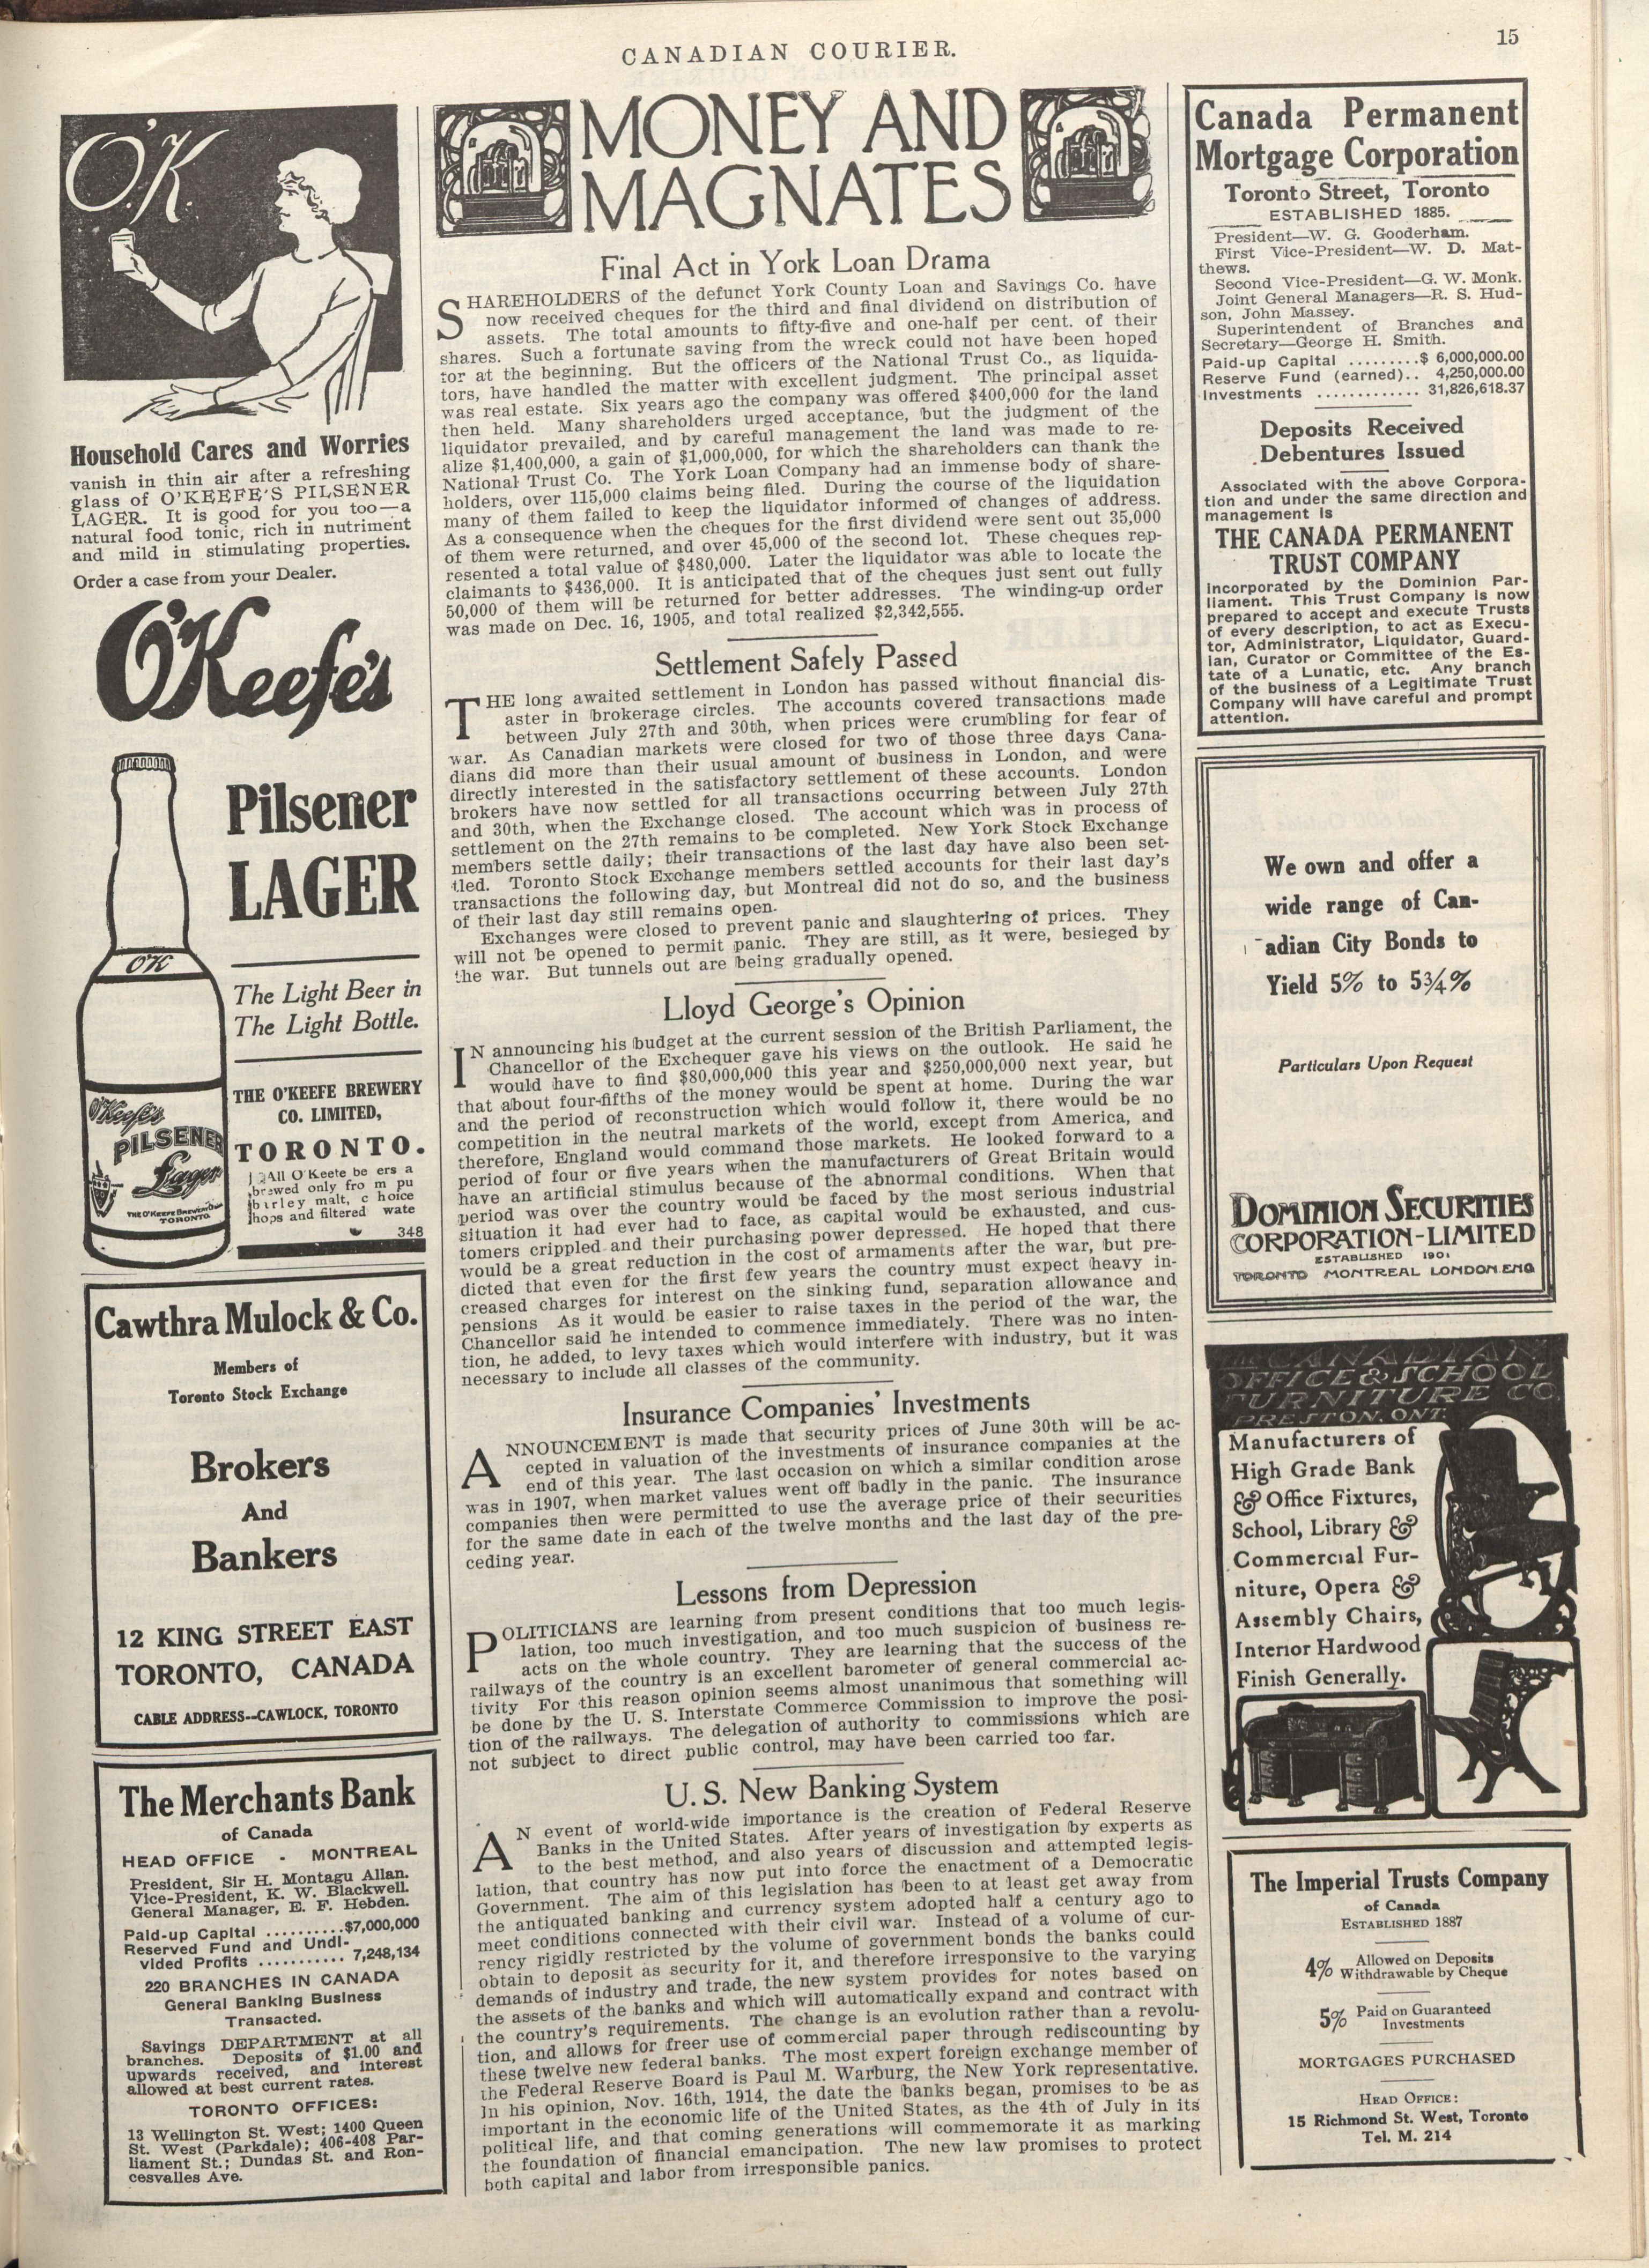 CANADIAN COURIER.
15
O'K.
Household Cares and Worries
vanish in thin air after a refreshing
glass of O'KEEFE'S PILSENER
LAGER. It is good for you too—a
natural food tonic, rich in nutriment
and mild in stimulating properties.
Order a case from your Dealer.
O'Keefe's
Pilsener
LAGER
The Light Beer in
The Light Bottle.
THE O'KEEFE BREWERY
CO. LIMITED,
TORONTO.
All O'Keefe be ers a
brewed only fro m pu
barley malt, c hoice
hops and filtered wate
348
OK
O'Keefe's
PILSENER
Lager
THE O'KEEFE BREWERY
TORONTO
Cawthra Mulock & Co.
Members of
Toronto Stock Exchange
Brokers
And
Bankers
12 KING STREET EAST
TORONTO, CANADA
CABLE ADDRESS--CAWLOCK, TORONTO
The Merchants Bank
of Canada
HEAD OFFICE - MONTREAL
President, Sir H. Montagu Allan.
Vice-President, K. W. Blackwell.
General Manager, E. F. Hebden.
Paid-up Capital ..........$7,000,000
Reserved Fund and Undi-
vided Profits ........... 7,248,134
220 BRANCHES IN CANADA
General Banking Business
Transacted.
Savings DEPARTMENT at all
branches. Deposits of $1.00 and
upwards received, and interest
allowed at best current rates.
TORONTO OFFICES:
13 Wellington St. West; 1400 Queen
St. West (Parkdale); 406-408 Par-
liament St.; Dundas St. and Ron-
cesvalles Ave.
MONEY AND
MAGNATES
Final Act in York Loan Drama
SHAREHOLDERS of the defunct York County Loan and Savings Co. have
now received cheques for the third and final dividend on distribution of
assets. The total amounts to fifty-five and one-half per cent. of their
shares. Such a fortunate saving from the wreck could not have been hoped
for at the beginning. But the officers of the National Trust Co., as liquida-
tors, have handled the matter with excellent judgment. The principal asset
was real estate. Six years ago the company was offered $400,000 for the land
then held. Many shareholders urged acceptance, but the judgment of the
liquidator prevailed, and by careful management the land was made to re-
alize $1,400,000, a gain of $1,000,000, for which the shareholders can thank the
National Trust Co. The York Loan Company had an immense body of share-
holders, over 115,000 claims being filed. During the course of the liquidation
many of them failed to keep the liquidator informed of changes of address.
As a consequence when the cheques for the first dividend were sent out 35,000
of them were returned, and over 45,000 of the second lot. These cheques rep-
resented a total value of $480,000. Later the liquidator was able to locate the
claimants to $436,000. It is anticipated that of the cheques just sent out fully
50,000 of them will be returned for better addresses. The winding-up order
was made on Dec. 16, 1905, and total realized $2,342,555.
Settlement Safely Passed
THE long awaited settlement in London has passed without financial dis-
aster in brokerage circles. The accounts covered transactions made
between July 27th and 30th, when prices were crumbling for fear of
war. As Canadian markets were closed for two of those three days Cana-
dians did more than their usual amount of business in London, and were
directly interested in the satisfactory settlement of these accounts. London
brokers have now settled for all transactions occurring between July 27th
and 30th, when the Exchange closed. The account which was in process of
settlement on the 27th remains to be completed. New York Stock Exchange
members settle daily; their transactions of the last day have also been set-
tled. Toronto Stock Exchange members settled accounts for their last day's
transactions the following day, but Montreal did not do so, and the business
of their last day still remains open.
Exchanges were closed to prevent panic and slaughtering of prices. They
will not be opened to permit panic. They are still, as it were, besieged by
the war. But tunnels out are being gradually opened.
Lloyd George's Opinion
IN announcing his budget at the current session of the British Parliament, the
Chancellor of the Exchequer gave his views on the outlook. He said he
would have to find $80,000,000 this year and $250,000,000 next year, but
that about four-fifths of the money would be spent at home. During the war
and the period of reconstruction which would follow it, there would be no
competition in the neutral markets of the world, except from America, and
therefore, England would command those markets. He looked forward to a
period of four or five years when the manufacturers of Great Britain would
have an artificial stimulus because of the abnormal conditions. When that
period was over the country would be faced by the most serious industrial
situation it had ever had to face, as capital would be exhausted, and cus-
tomers crippled and their purchasing power depressed. He hoped that there
would be a great reduction in the cost of armaments after the war, but pre-
dicted that even for the first few years the country must expect heavy in-
creased charges for interest on the sinking fund, separation allowance and
pensions As it would be easier to raise taxes in the period of the war, the
Chancellor said he intended to commence immediately. There was no inten-
tion, he added, to levy taxes which would interfere with industry, but it was
necessary to include all classes of the community.
Insurance Companies' Investments
ANNOUNCEMENT is made that security prices of June 30th will be ac-
cepted in valuation of the investments of insurance companies at the
end of this year. The last occasion on which a similar condition arose
was in 1907, when market values went off badly in the panic. The insurance
companies then were permitted to use the average price of their securities
for the same date in each of the twelve months and the last day of the pre-
ceding year.
Lessons from Depression
POLITICIANS are learning from present conditions that too much legis-
lation, too much investigation, and too much suspicion of business re-
acts on the whole country. They are learning that the success of the
railways of the country is an excellent barometer of general commercial ac-
tivity For this reason opinion seems almost unanimous that something will
be done by the U. S. Interstate Commerce Commission to improve the posi-
tion of the railways. The delegation of authority to commissions which are
not subject to direct public control, may have been carried too far.
U. S. New Banking System
AN event of world-wide importance is the creation of Federal Reserve
Banks in the United States. After years of investigation by experts as
to the best method, and also years of discussion and attempted legis-
lation, that country has now put into force the enactment of a Democratic
Government. The aim of this legislation has been to at least get away from
the antiquated banking and currency system adopted half a century ago to
meet conditions connected with their civil war. Instead of a volume of cur-
rency rigidly restricted by the volume of government bonds the banks could
obtain to deposit as security for it, and therefore irresponsive to the varying
demands of industry and trade, the new system provides for notes based on
the assets of the banks and which will automatically expand and contract with
the country's requirements. The change is an evolution rather than a revolu-
tion, and allows for freer use of commercial paper through rediscounting by
these twelve new federal banks. The most expert foreign exchange member of
the Federal Reserve Board is Paul M. Warburg, the New York representative.
In his opinion, Nov. 16th, 1914, the date the banks began, promises to be as
important in the economic life of the United States, as the 4th of July in its
political life, and that coming generations will commemorate it as marking
the foundation of financial emancipation. The new law promises to protect
both capital and labor from irresponsible panics.
Canada Permanent
Mortgage Corporation
Toronto Street, Toronto
ESTABLISHED 1885.
President—W. G. Gooderham.
First Vice-President—W. D. Mat-
thews.
Second Vice-President—G. W. Monk.
Joint General Managers—R. S. Hud-
son, John Massey.
Superintendent of Branches and
Secretary—George H. Smith.
Paid-up Capital .........$ 6,000,000.00
Reserve Fund (earned).. 4,250,000.00
Investments ............. 31,826,618.37
Deposits Received
Debentures Issued
Associated with the above Corpora-
tion and under the same direction and
management is
THE CANADA PERMANENT
TRUST COMPANY
incorporated by the Dominion Par-
liament. This Trust Company is now
prepared to accept and execute Trusts
of every description, to act as Execu-
tor, Administrator, Liquidator, Guard-
ian, Curator or Committee of the Es-
tate of a Lunatic, etc. Any branch
of the business of a Legitimate Trust
Company will have careful and prompt
attention.
We own and offer a
wide range of Can-
adian City Bonds to
Yield 5% to 5¾%
Particulars Upon Request
DOMINION SECURITIES
CORPORATION-LIMITED
ESTABLISHED 1901
TORONTO MONTREAL LONDON.ENG
THE CANADIAN
OFFICE & SCHOOL
FURNITURE CO.
PRESTON, ONT.
Manufacturers of
High Grade Bank
& Office Fixtures,
School, Library &
Commercial Fur-
niture, Opera &
Assembly Chairs,
Interior Hardwood
Finish Generally.
The Imperial Trusts Company
of Canada
ESTABLISHED 1887
4% Allowed on Deposits
Withdrawable by Cheque
5% Paid on Guaranteed
Investments
MORTGAGES PURCHASED
HEAD OFFICE:
15 Richmond St. West, Toronto
Tel. M. 214